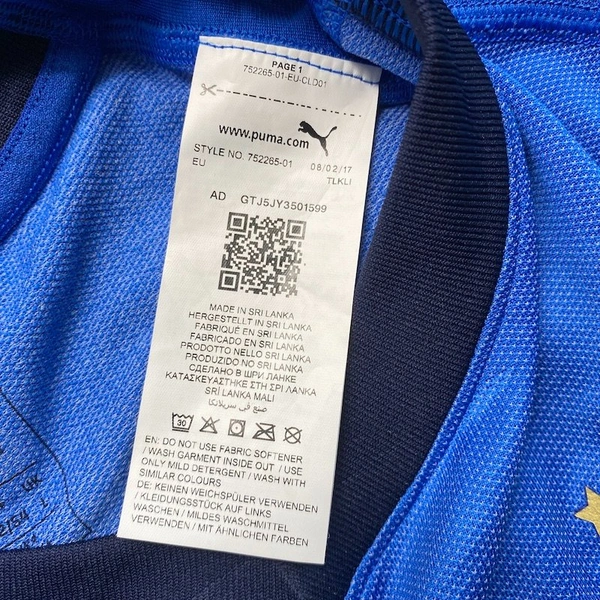 PAGE 1
752265-01-EU-CLD01
www.puma.com
STYLE NO. 752265-01 08/02/17
EU TLKLI
AD GTJ5JY3501599
MADE IN SRI LANKA
HERGESTELLT IN SRI LANKA
FABRIQUÉ EN SRI LANKA
FABRICADO EN SRI LANKA
PRODOTTO NELLO SRI LANKA
PRODUZIDO NO SRI LANKA
СДЕЛАНО В ШРИ ЛАНКЕ
ΚΑΤΑΣΚΕΥΑΣΤΗΚΕ ΣΤΗ ΣΡΙ ΛΑΝΚΑ
SRİ LANKA MALI
صنع في سريلانكا
30
EN: DO NOT USE FABRIC SOFTENER
/ WASH GARMENT INSIDE OUT / USE
ONLY MILD DETERGENT / WASH WITH
SIMILAR COLOURS
DE: KEINEN WEICHSPÜLER VERWENDEN
/ KLEIDUNGSSTÜCK AUF LINKS
WASCHEN / MILDES WASCHMITTEL
VERWENDEN / MIT ÄHNLICHEN FARBEN
UK
L